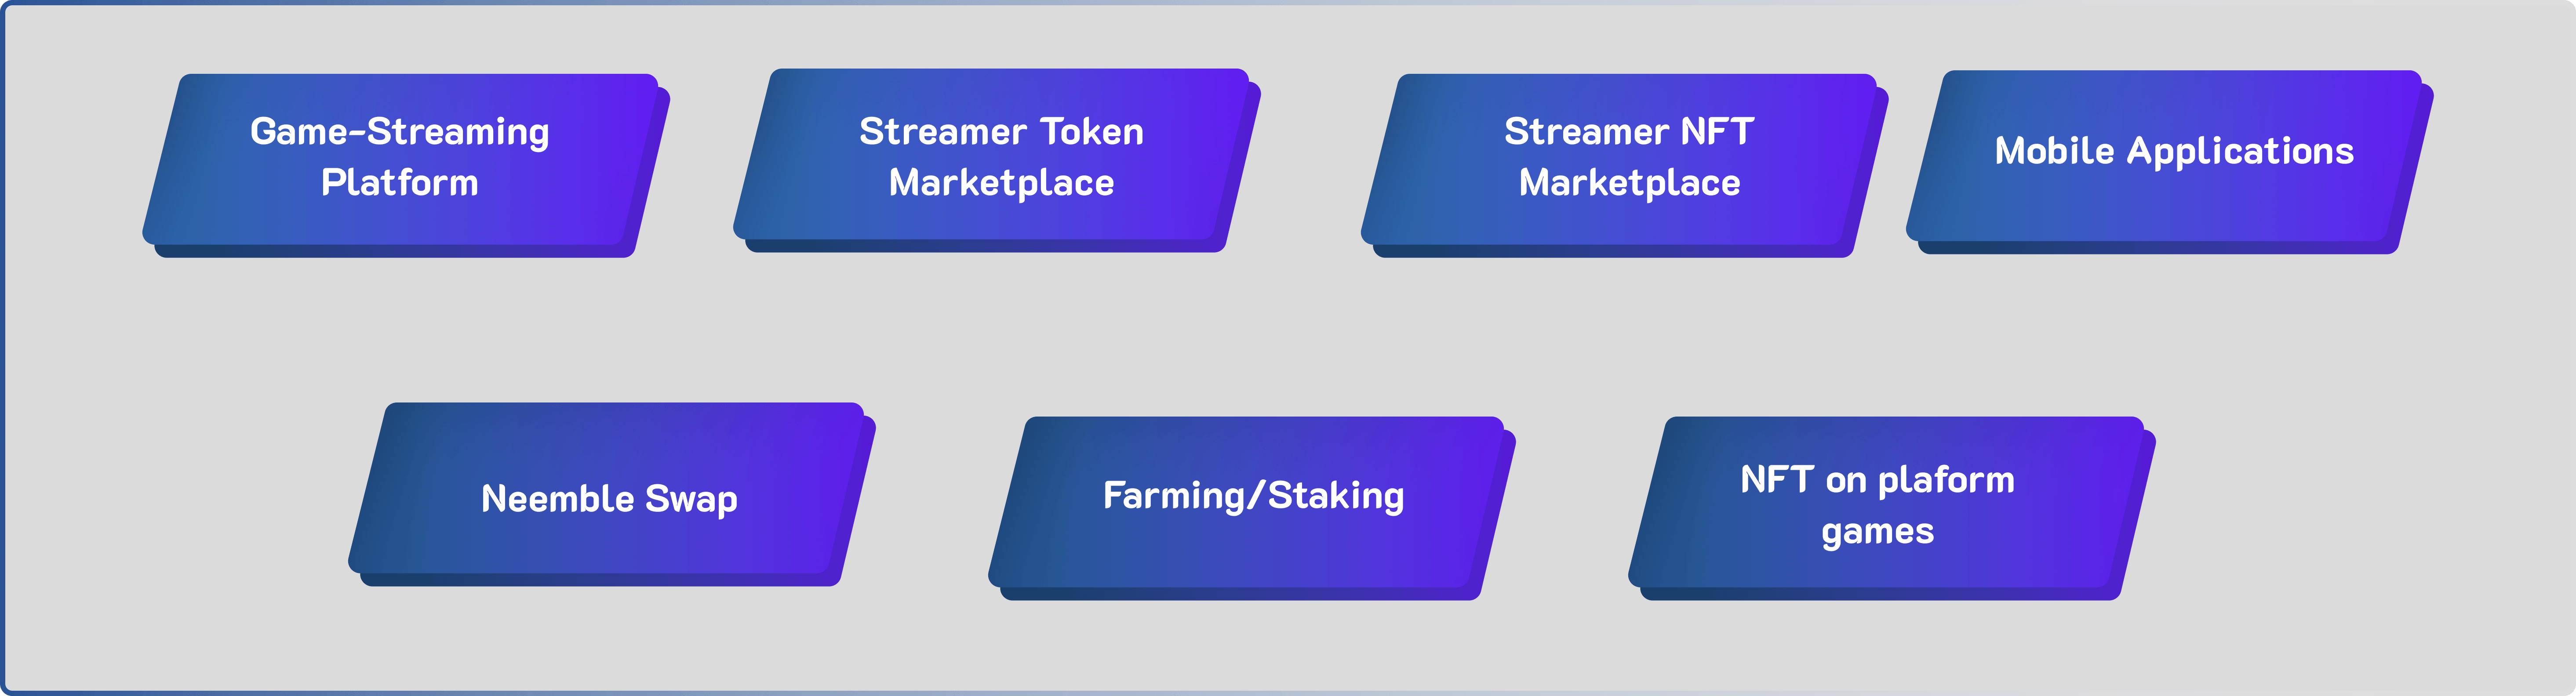 Game-Streaming
Platform
Streamer Token
Marketplace
Streamer NFT
Marketplace
Mobile Applications
Neemble Swap
Farming/Staking
NFT on plaform
games